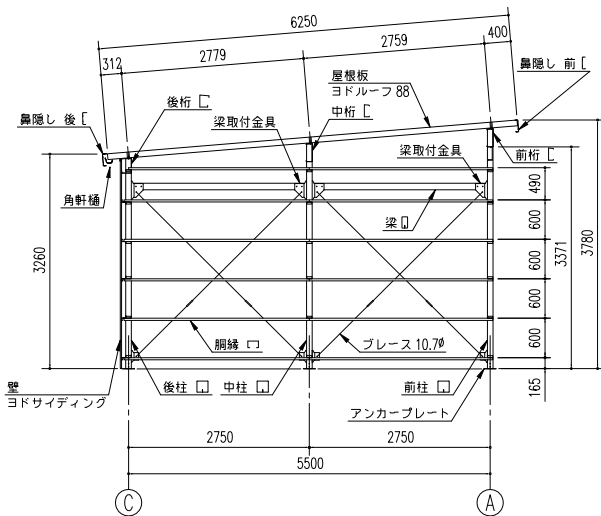 6250
312
2779
2759
400
屋根板
ヨドルーフ 88
鼻隠し 前
後桁
中桁
梁取付金具
鼻隠し 後
梁取付金具
前桁
角軒樋
梁
490
600
600
600
600
165
3371
3780
3260
胴縁
ブレース 10.7φ
壁
ヨドサイディング
後柱
中柱
前柱
アンカープレート
2750
2750
5500
C
A